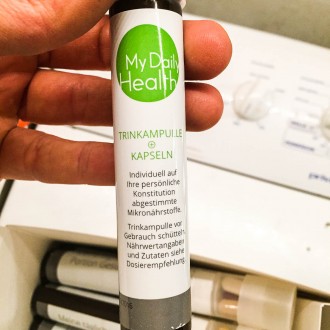 My Daily
Health
TRINKAMPULLE
+
KAPSELN
Individuell auf
Ihre persönliche
Konstitution
abgestimmte
Mikronährstoffe.
Trinkampulle vor
Gebrauch schütteln.
Nährwertangaben
und Zutaten siehe
Dosierempfehlung.